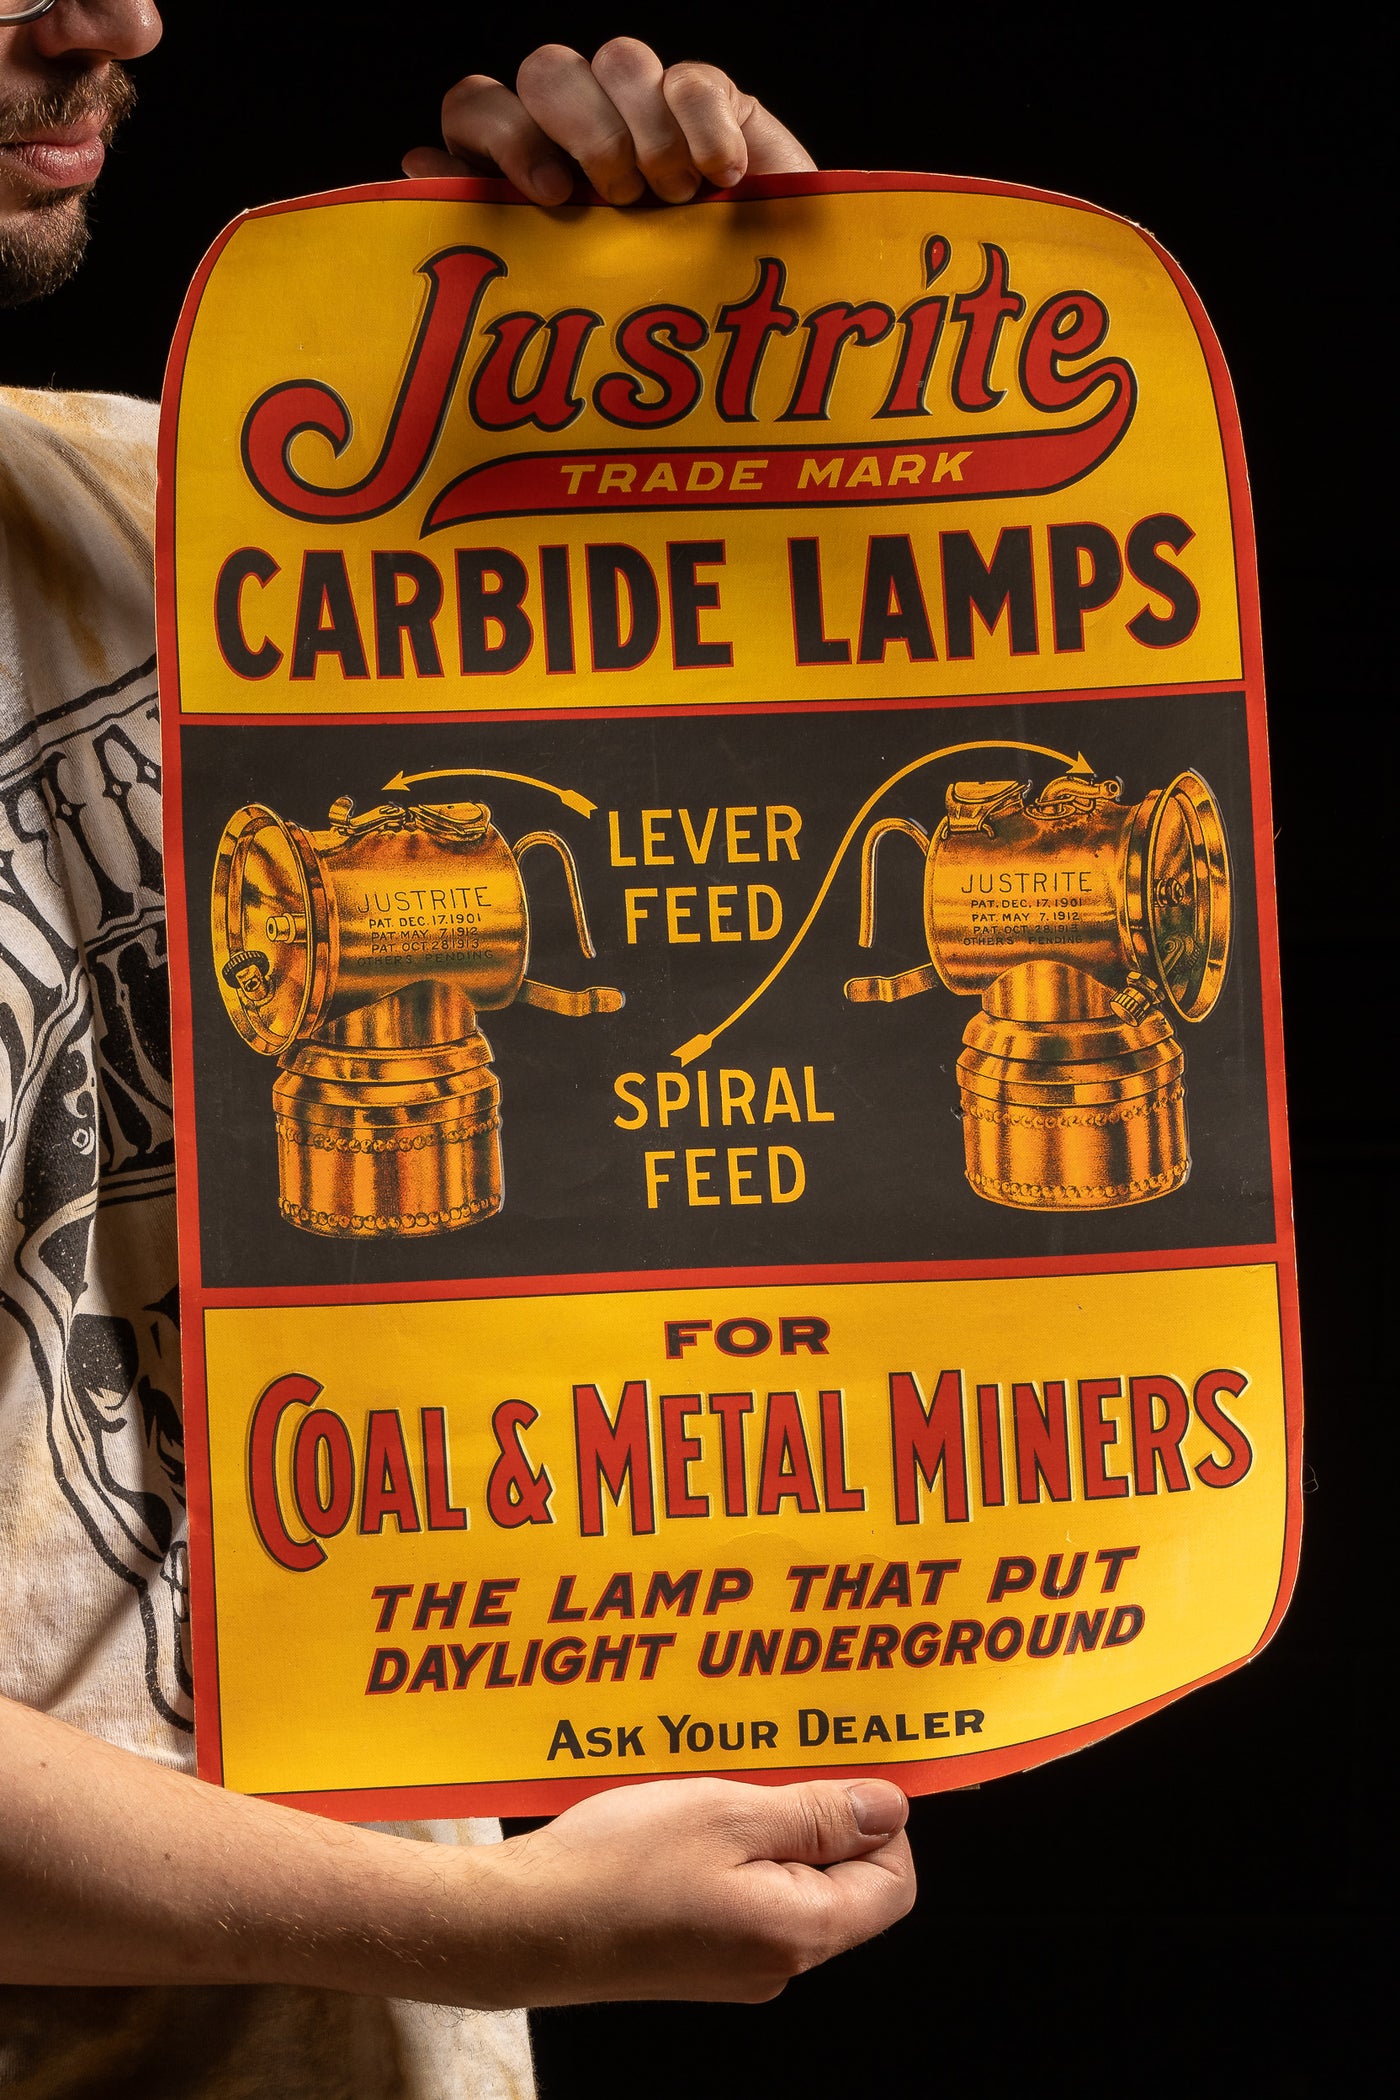 Justrite
TRADE MARK
CARBIDE LAMPS
LEVER
FEED
JUSTRITE
PAT. DEC. 17. 1901
PAT. MAY 7. 1912
PAT. OCT 28. 1913
OTHERS PENDING
JUSTRITE
PAT. DEC. 17. 1901
PAT. MAY 7. 1912
PAT. OCT 28. 1913
OTHERS PENDING
SPIRAL
FEED
FOR
COAL & METAL MINERS
THE LAMP THAT PUT
DAYLIGHT UNDERGROUND
ASK YOUR DEALER